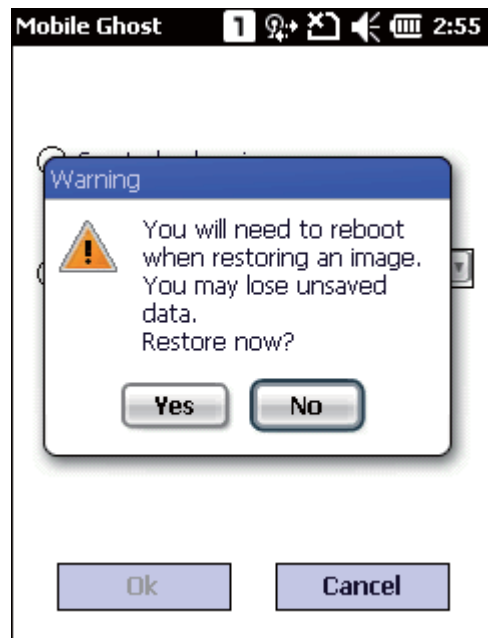 Mobile Ghost 1 2:55
Warning
You will need to reboot
when restoring an image.
You may lose unsaved
data.
Restore now?
Yes No
Ok Cancel